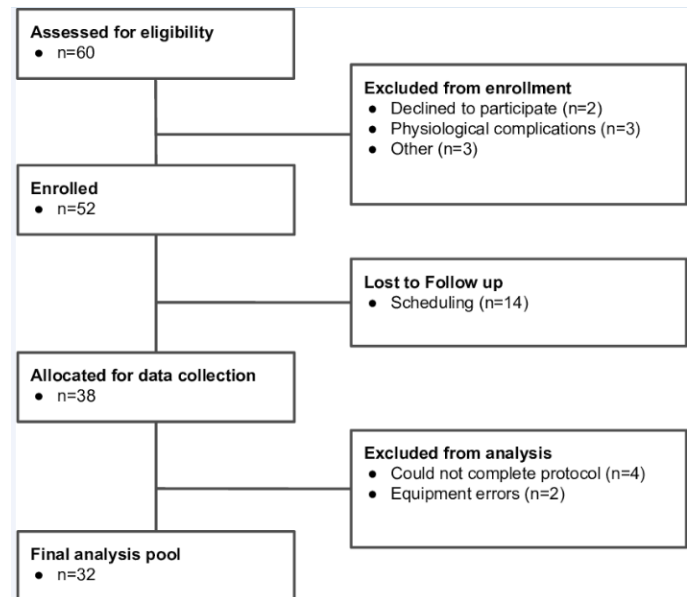 Assessed for eligibility
● n=60
Excluded from enrollment
● Declined to participate (n=2)
● Physiological complications (n=3)
● Other (n=3)
Enrolled
● n=52
Lost to Follow up
● Scheduling (n=14)
Allocated for data collection
● n=38
Excluded from analysis
● Could not complete protocol (n=4)
● Equipment errors (n=2)
Final analysis pool
● n=32